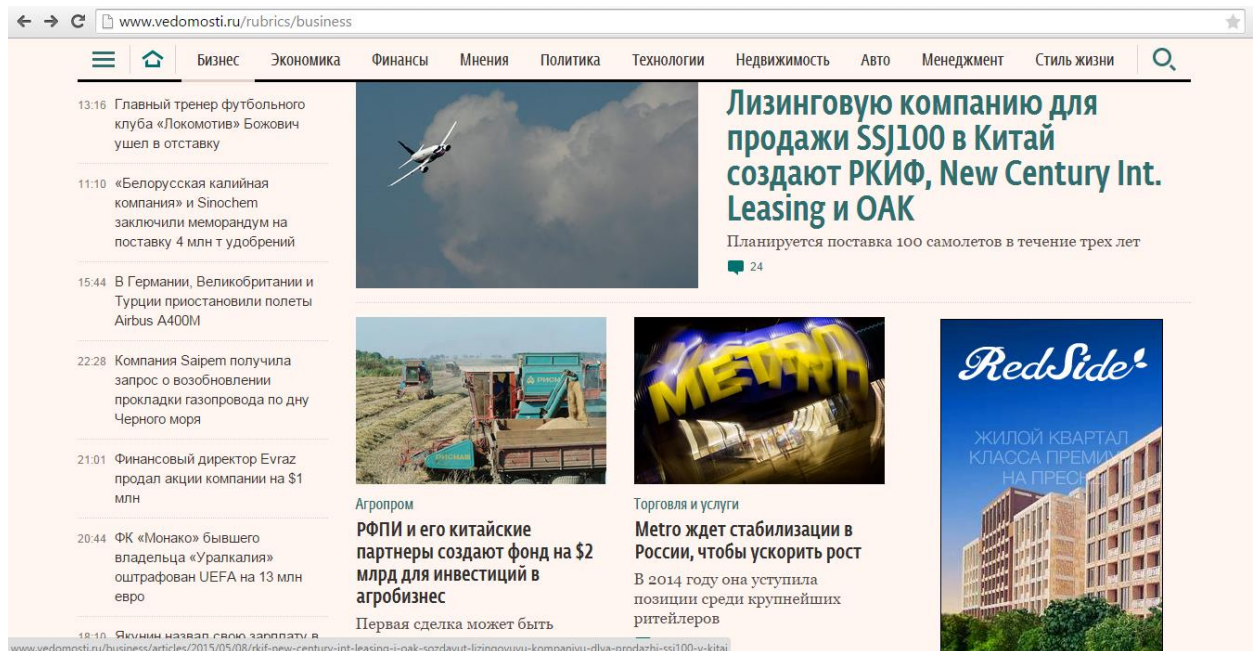 www.vedomosti.ru/rubrics/business
Бизнес Экономика Финансы Мнения Политика Технологии Недвижимость Авто Менеджмент Стиль жизни
13:16 Главный тренер футбольного
клуба «Локомотив» Божович
ушел в отставку
11:10 «Белорусская калийная
компания» и Sinochem
заключили меморандум на
поставку 4 млн т удобрений
15:44 В Германии, Великобритании и
Турции приостановили полеты
Airbus A400M
22:28 Компания Saipem получила
запрос о возобновлении
прокладки газопровода по дну
Черного моря
21:01 Финансовый директор Evraz
продал акции компании на $1
млн
20:44 ФК «Монако» бывшего
владельца «Уралкалия»
оштрафован UEFA на 13 млн
евро
18:10 Якунин назвал свою зарплату в
Лизинговую компанию для
продажи SSJ100 в Китай
создают РКИФ, New Century Int.
Leasing и ОАК
Планируется поставка 100 самолетов в течение трех лет
24
Агропром
РФПИ и его китайские
партнеры создают фонд на $2
млрд для инвестиций в
агробизнес
Первая сделка может быть
METRO
Торговля и услуги
Metro ждет стабилизации в
России, чтобы ускорить рост
В 2014 году она уступила
позиции среди крупнейших
ритейлеров
RedSide
ЖИЛОЙ КВАРТАЛ
КЛАССА ПРЕМИУМ
НА ПРЕСНЕ
www.vedomosti.ru/business/articles/2015/05/08/rkif-new-century-int-leasing-i-oak-sozdayut-lizingovuyu-kompaniyu-dlya-prodazhi-ssj100-v-kitai